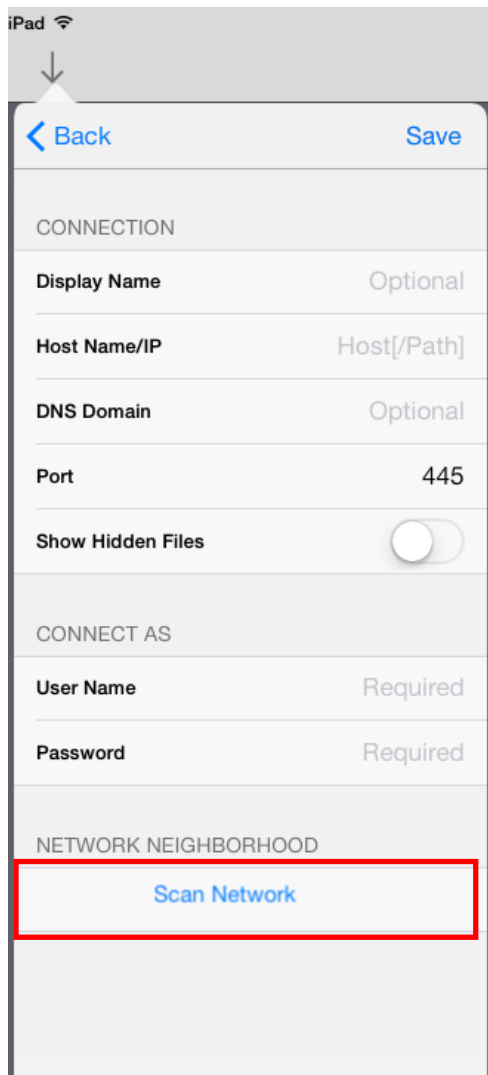 iPad
Back Save
CONNECTION
Display Name Optional
Host Name/IP Host[/Path]
DNS Domain Optional
Port 445
Show Hidden Files
CONNECT AS
User Name Required
Password Required
NETWORK NEIGHBORHOOD
Scan Network